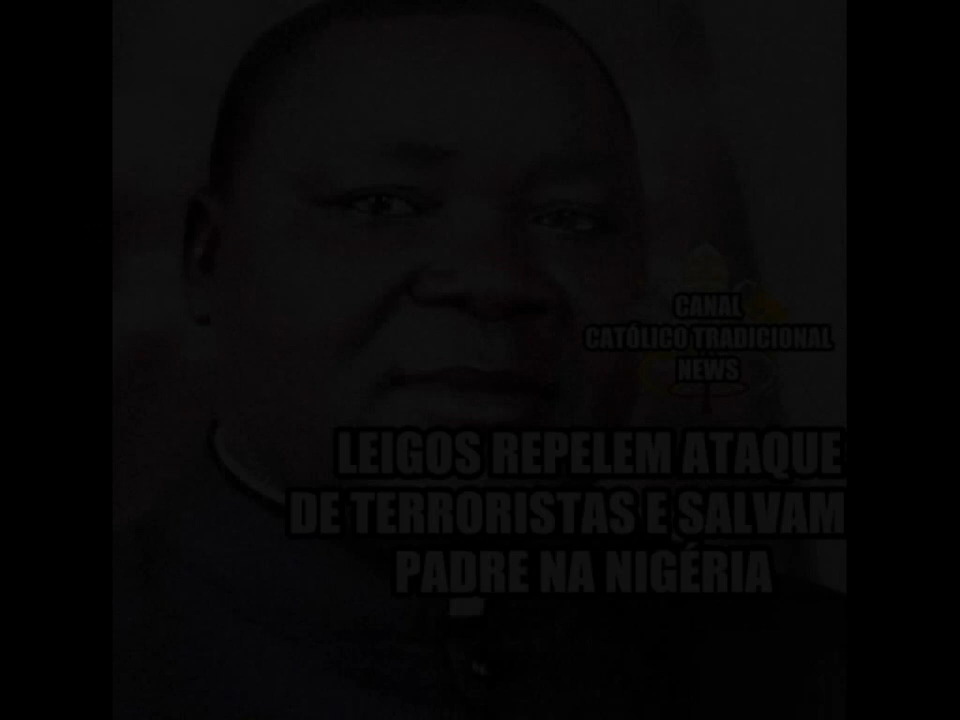 CANAL
CATÓLICO TRADICIONAL
NEWS
LEIGOS REPELEM ATAQUE
DE TERRORISTAS E SALVAM
PADRE NA NIGÉRIA